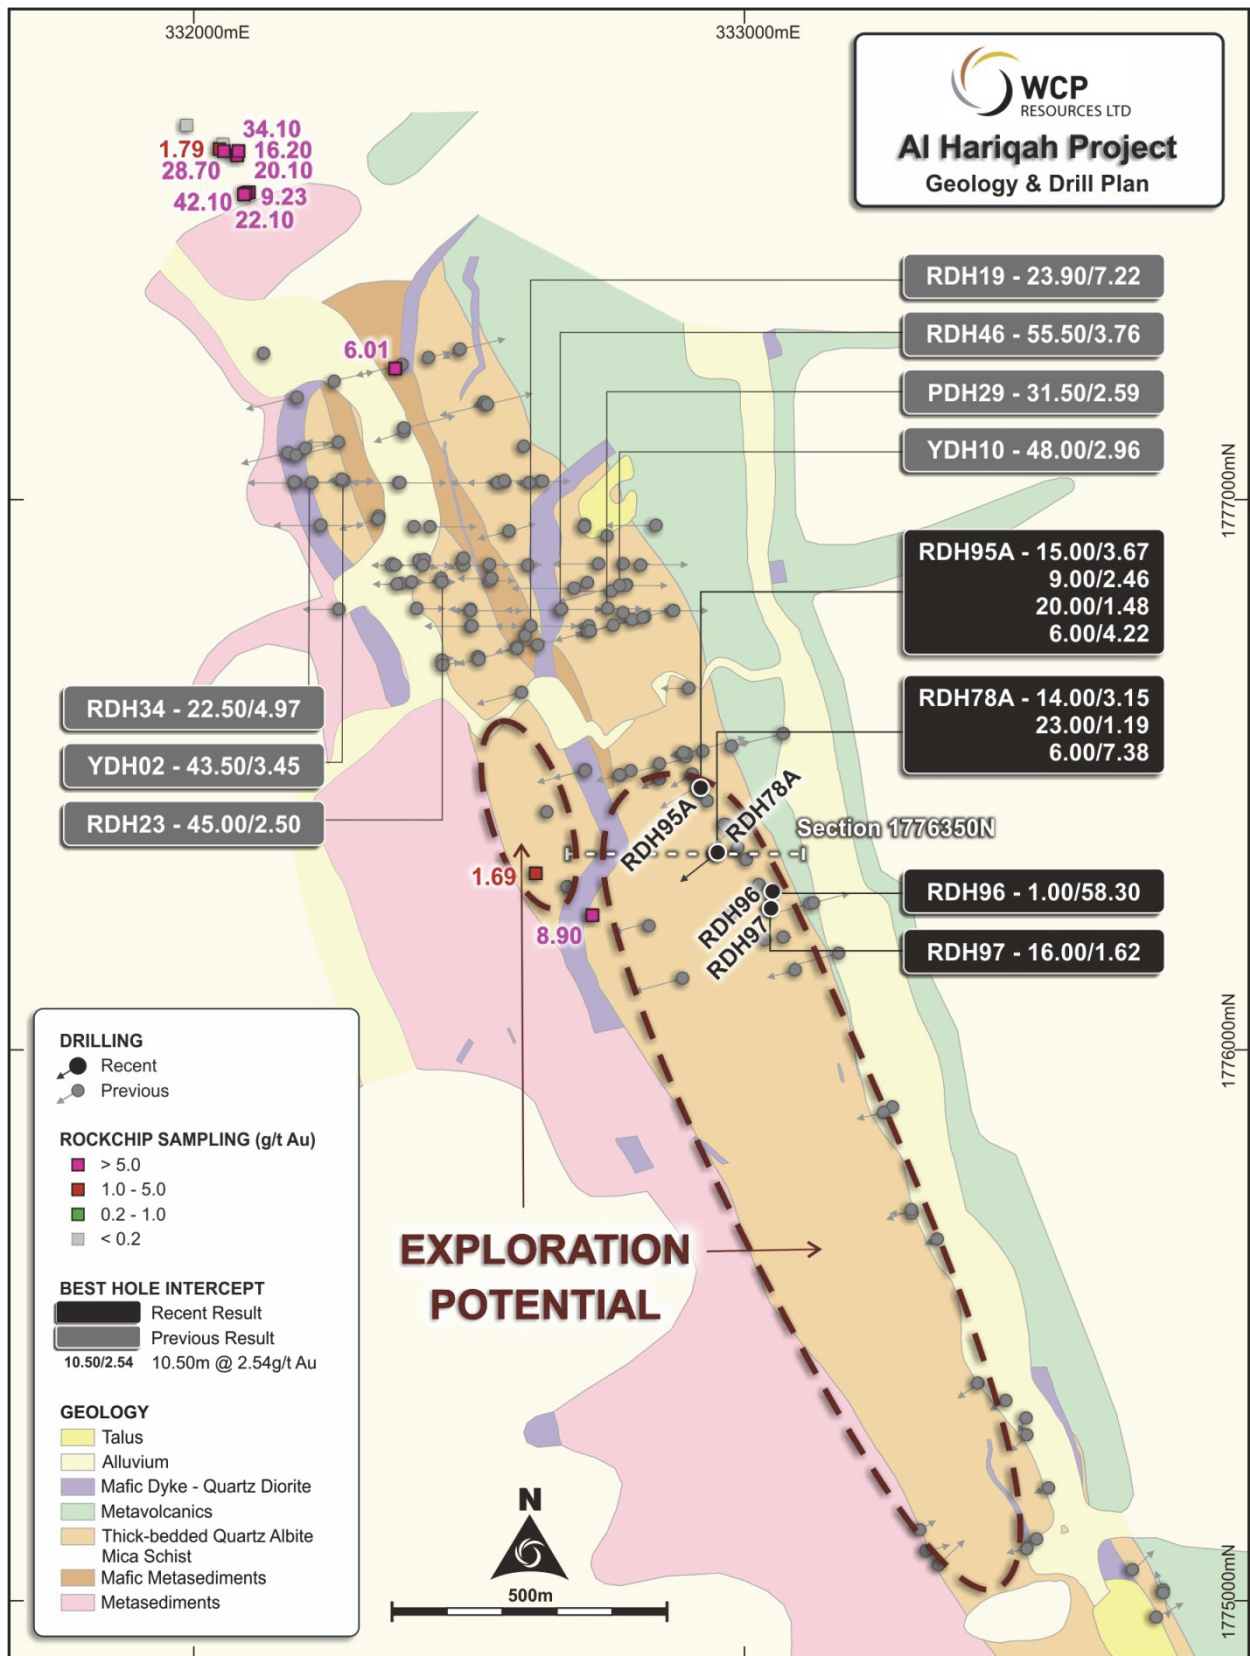 332000mE
333000mE
WCP
RESOURCES LTD
Al Hariqah Project
Geology & Drill Plan
34.10
1.79
16.20
28.70
20.10
42.10
9.23
22.10
RDH19 - 23.90/7.22
RDH46 - 55.50/3.76
6.01
PDH29 - 31.50/2.59
YDH10 - 48.00/2.96
1777000mN
RDH95A - 15.00/3.67
9.00/2.46
20.00/1.48
6.00/4.22
RDH34 - 22.50/4.97
YDH02 - 43.50/3.45
RDH23 - 45.00/2.50
RDH78A - 14.00/3.15
23.00/1.19
6.00/7.38
RDH95A
RDH78A
Section 1776350N
1.69
8.90
RDH96
RDH97
RDH96 - 1.00/58.30
RDH97 - 16.00/1.62
1776000mN
DRILLING
Recent
Previous
ROCKCHIP SAMPLING (g/t Au)
> 5.0
1.0 - 5.0
0.2 - 1.0
< 0.2
BEST HOLE INTERCEPT
Recent Result
Previous Result
10.50/2.54 10.50m @ 2.54g/t Au
GEOLOGY
Talus
Alluvium
Mafic Dyke - Quartz Diorite
Metavolcanics
Thick-bedded Quartz Albite
Mica Schist
Mafic Metasediments
Metasediments
EXPLORATION
POTENTIAL
N
500m
1775000mN